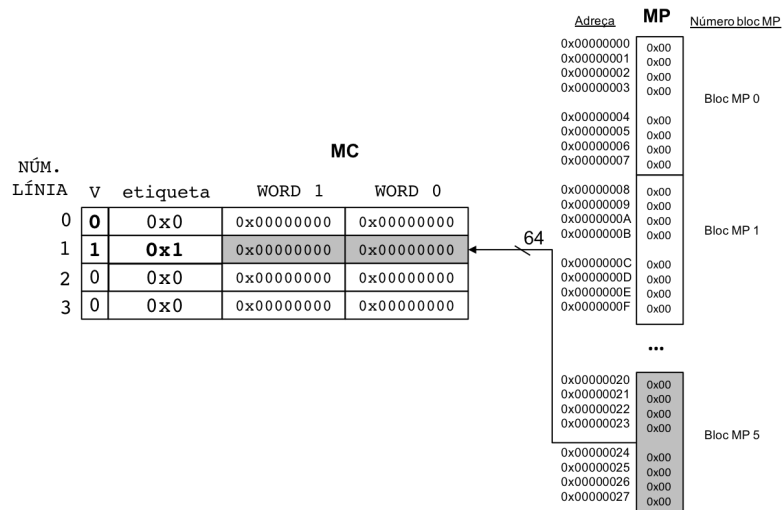 Adreça MP Número bloc MP
0x00000000 0x00
0x00000001 0x00
0x00000002 0x00
0x00000003 0x00
Bloc MP 0
0x00000004 0x00
0x00000005 0x00
0x00000006 0x00
0x00000007 0x00
0x00000008 0x00
0x00000009 0x00
0x0000000A 0x00
0x0000000B 0x00
Bloc MP 1
0x0000000C 0x00
0x0000000D 0x00
0x0000000E 0x00
0x0000000F 0x00
...
0x00000020 0x00
0x00000021 0x00
0x00000022 0x00
0x00000023 0x00
Bloc MP 5
0x00000024 0x00
0x00000025 0x00
0x00000026 0x00
0x00000027 0x00
MC
NÚM.
LÍNIA V etiqueta WORD 1 WORD 0
0 0 0x0 0x00000000 0x00000000
1 1 0x1 0x00000000 0x00000000
2 0 0x0 0x00000000 0x00000000
3 0 0x0 0x00000000 0x00000000
64